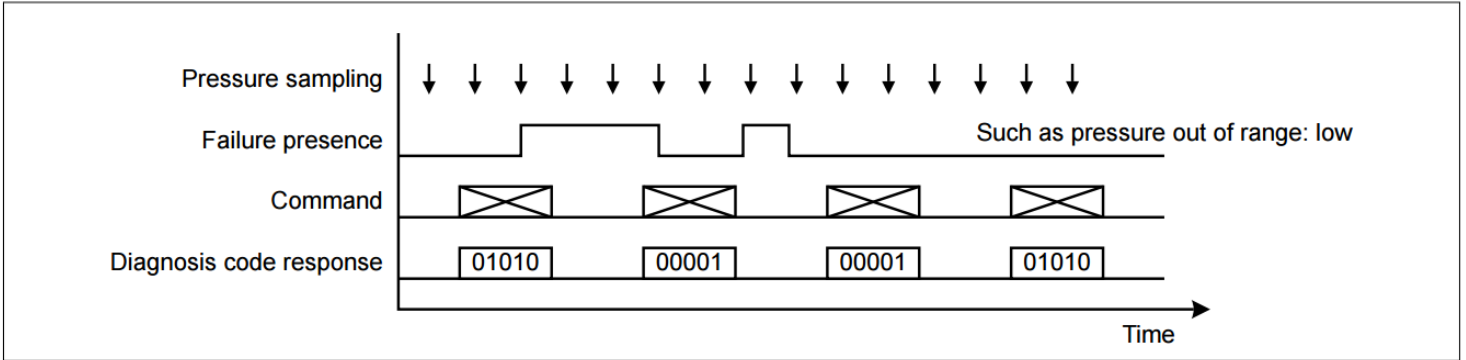 Pressure sampling
Failure presence
Such as pressure out of range: low
Command
Diagnosis code response
01010
00001
00001
01010
Time